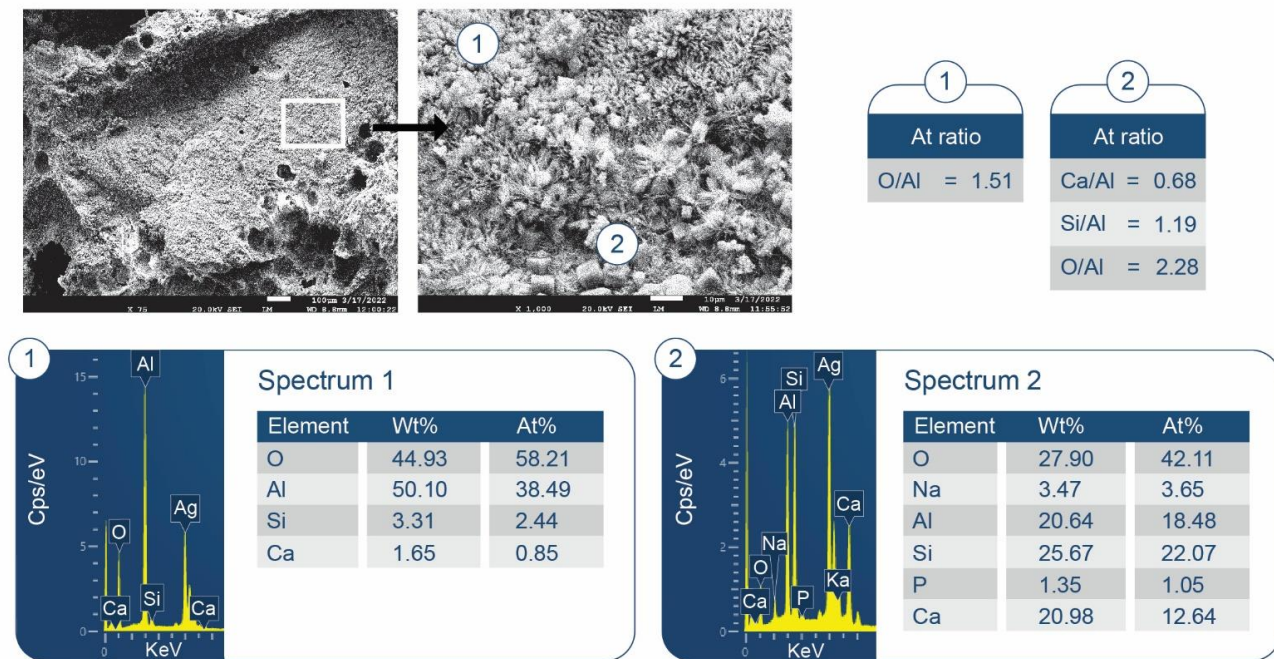 1
2
X 75 20.0kV SEI LM WD 8.8mm 12:00:22
100µm 3/17/2022
X 1,000 20.0kV SEI LM WD 8.8mm 11:55:52
10µm 3/17/2022
1
At ratio
O/Al = 1.51
2
At ratio
Ca/Al = 0.68
Si/Al = 1.19
O/Al = 2.28
1
Cps/eV
15
10
5
0
Al
O
Ag
Ca
Si
Ca
0
KeV
Spectrum 1
Element Wt% At%
O 44.93 58.21
Al 50.10 38.49
Si 3.31 2.44
Ca 1.65 0.85
2
Cps/eV
6
4
2
0
Si
Al
Ag
Ca
Na
O
Ca
P
Ka
0
KeV
Spectrum 2
Element Wt% At%
O 27.90 42.11
Na 3.47 3.65
Al 20.64 18.48
Si 25.67 22.07
P 1.35 1.05
Ca 20.98 12.64